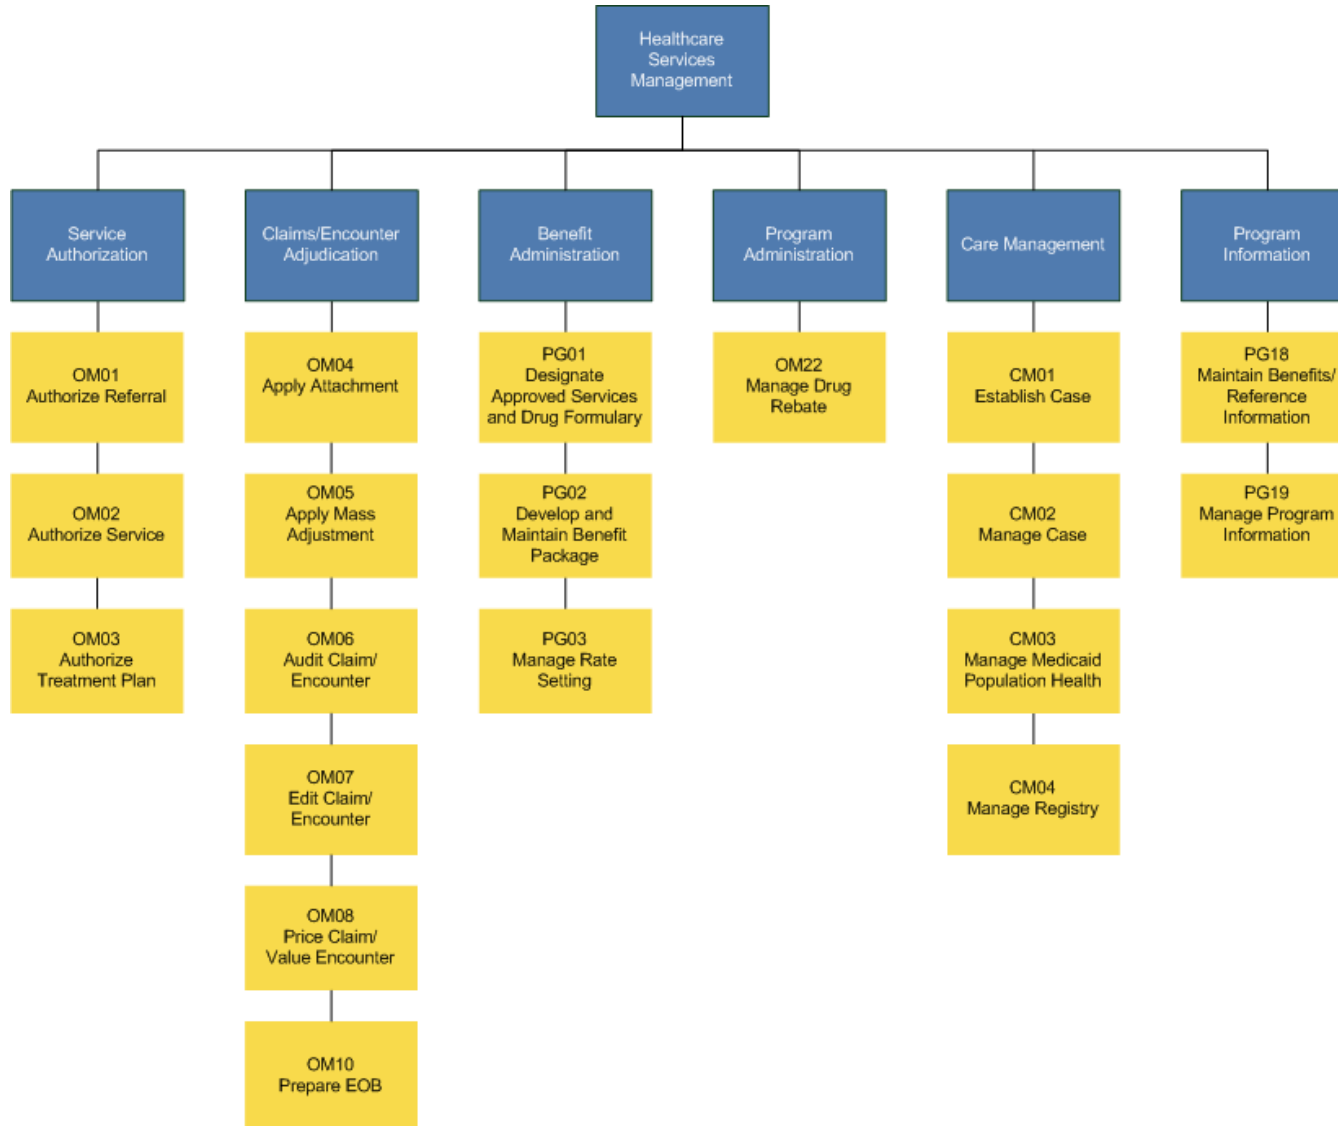 Healthcare
Services
Management
Service
Authorization
Claims/Encounter
Adjudication
Benefit
Administration
Program
Administration
Care Management
Program
Information
OM01
Authorize Referral
OM04
Apply Attachment
PG01
Designate
Approved Services
and Drug Formulary
OM22
Manage Drug
Rebate
CM01
Establish Case
PG18
Maintain Benefits/
Reference
Information
OM02
Authorize Service
OM05
Apply Mass
Adjustment
PG02
Develop and
Maintain Benefit
Package
CM02
Manage Case
PG19
Manage Program
Information
OM03
Authorize
Treatment Plan
OM06
Audit Claim/
Encounter
PG03
Manage Rate
Setting
CM03
Manage Medicaid
Population Health
OM07
Edit Claim/
Encounter
CM04
Manage Registry
OM08
Price Claim/
Value Encounter
OM10
Prepare EOB